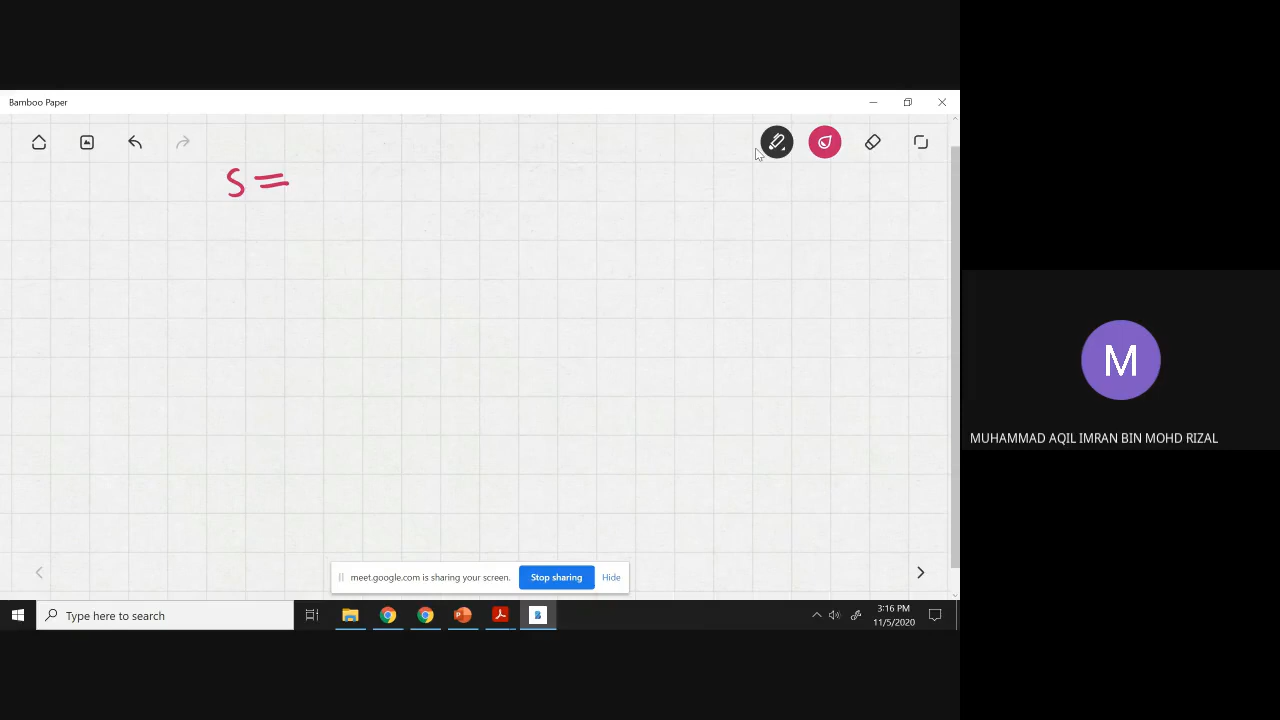 Bamboo Paper
s =
M
MUHAMMAD AQIL IMRAN BIN MOHD RIZAL
meet.google.com is sharing your screen. Stop sharing Hide
Type here to search
3:16 PM
11/5/2020